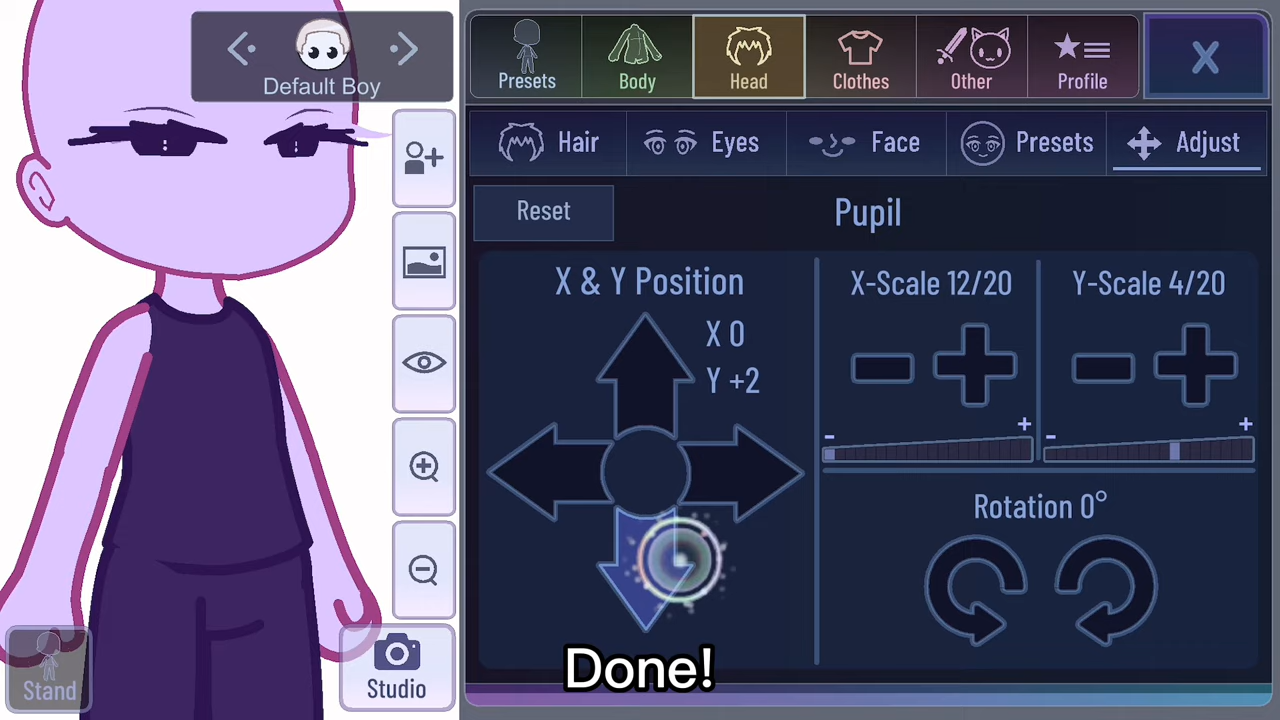 Default Boy
Presets
Body
Head
Clothes
Other
Profile
X
Hair
Eyes
Face
Presets
Adjust
Reset
Pupil
X & Y Position
X 0
Y +2
X-Scale 12/20
Y-Scale 4/20
- +
- +
Rotation 0°
Stand
Studio
Done!